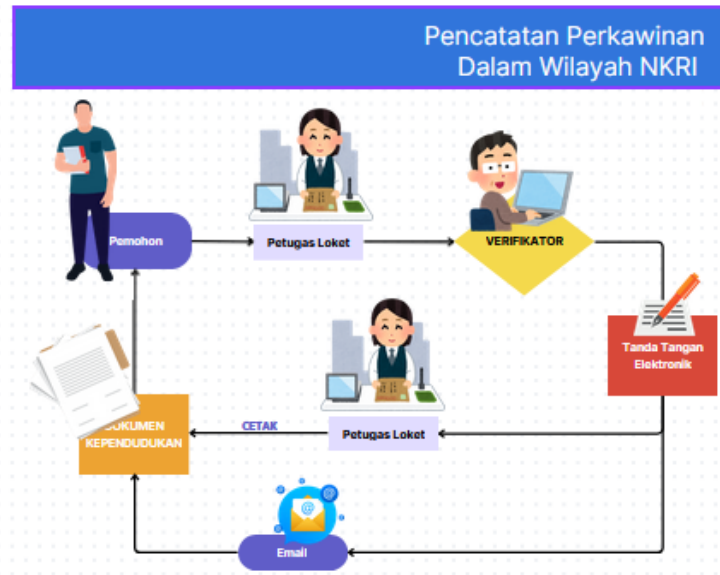 Pencatatan Perkawinan
Dalam Wilayah NKRI
Pemohon
Petugas Loket
VERIFIKATOR
Tanda Tangan
Elektronik
DOKUMEN
KEPENDUDUKAN
CETAK
Petugas Loket
Email